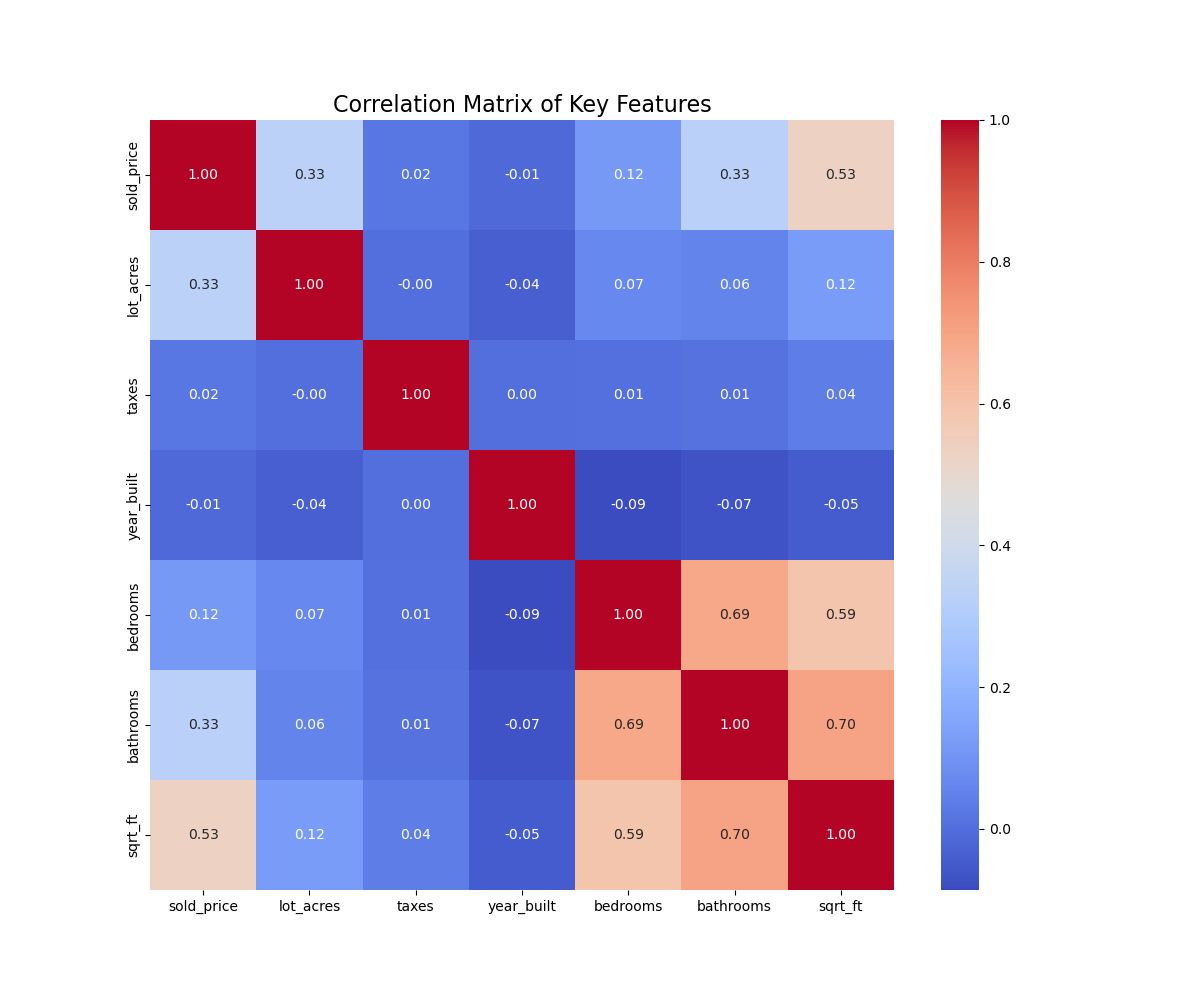 Correlation Matrix of Key Features
sold_price 1.00 0.33 0.02 -0.01 0.12 0.33 0.53
lot_acres 0.33 1.00 -0.00 -0.04 0.07 0.06 0.12
taxes 0.02 -0.00 1.00 0.00 0.01 0.01 0.04
year_built -0.01 -0.04 0.00 1.00 -0.09 -0.07 -0.05
bedrooms 0.12 0.07 0.01 -0.09 1.00 0.69 0.59
bathrooms 0.33 0.06 0.01 -0.07 0.69 1.00 0.70
sqrt_ft 0.53 0.12 0.04 -0.05 0.59 0.70 1.00
sold_price lot_acres taxes year_built bedrooms bathrooms sqrt_ft
1.0
0.8
0.6
0.4
0.2
0.0